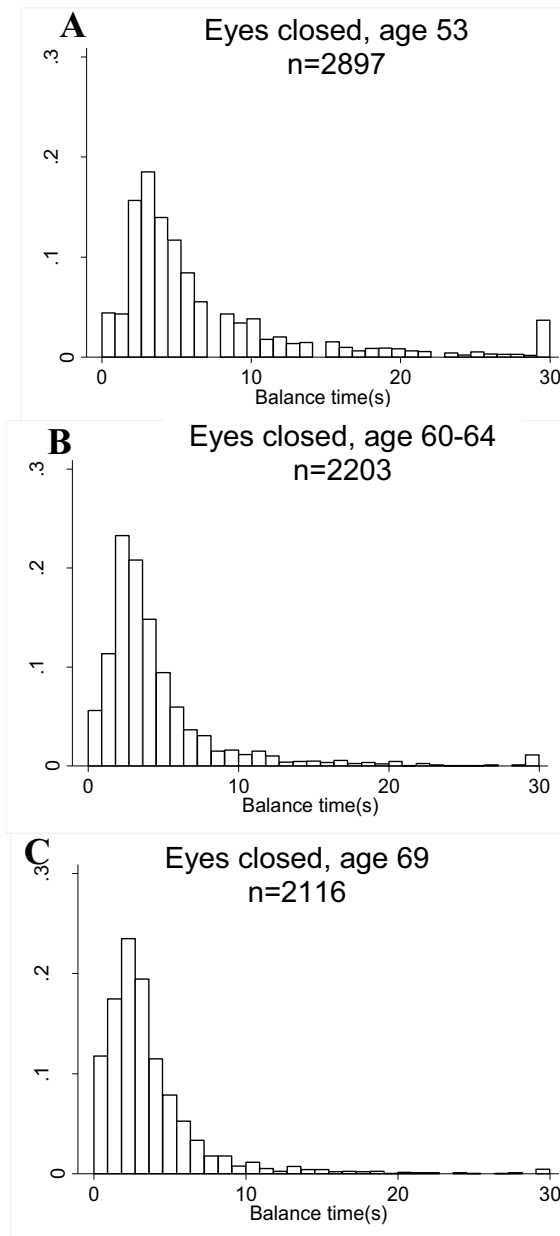 A
Eyes closed, age 53
n=2897
.3
.2
.1
0
0 10 20 30
Balance time(s)
B
Eyes closed, age 60-64
n=2203
.3
.2
.1
0
0 10 20 30
Balance time(s)
C
Eyes closed, age 69
n=2116
.3
.2
.1
0
0 10 20 30
Balance time(s)